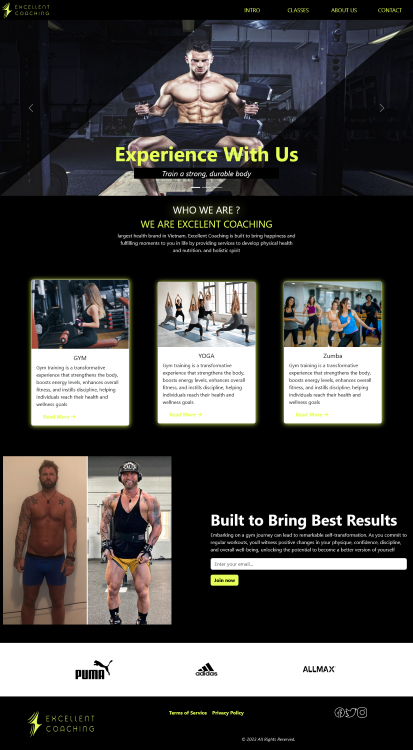 EXCELLENT
COACHING
INTRO
CLASSES
ABOUT US
CONTACT
Experience With Us
Train a strong, durable body
WHO WE ARE ?
WE ARE EXCELENT COACHING
largest health brand in Vietnam. Excellent Coaching is built to bring happiness and
fulfilling moments to you in life by providing services to develop physical health
and nutrition. and holistic spirit
GYM
Gym training is a transformative
experience that strengthens the body,
boosts energy levels, enhances overall
fitness, and instills discipline, helping
individuals reach their health and
wellness goals
Read More
YOGA
Gym training is a transformative
experience that strengthens the body,
boosts energy levels, enhances overall
fitness, and instills discipline, helping
individuals reach their health and
wellness goals
Read More
Zumba
Gym training is a transformative
experience that strengthens the body,
boosts energy levels, enhances overall
fitness, and instills discipline, helping
individuals reach their health and
wellness goals
Read More
Built to Bring Best Results
Embarking on a gym journey can lead to remarkable self-transformation. As you commit to
regular workouts, you'll witness positive changes in your physique, confidence, discipline,
and overall well-being, unlocking the potential to become a better version of yourself
Enter your email...
Join now
PUMA
adidas
ALLMAX
EXCELLENT
COACHING
Terms of Service
Privacy Policy
© 2022 All Rights Reserved.